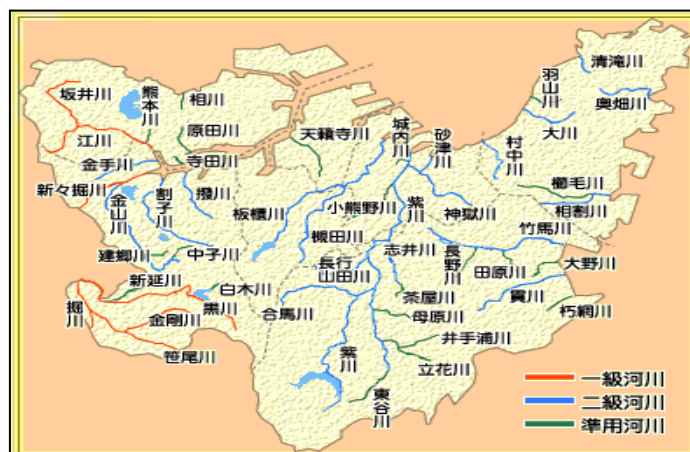 清滝川
羽山川
奥畑川
大川
坂井川
熊本川
相川
原田川
江川
金手川
寺田川
天籟寺川
城内川
砂津川
村中川
櫛毛川
相割川
竹馬川
新々堀川
金山川
割子川
撥川
板櫃川
小熊野川
紫川
神嶽川
槻田川
志井川
長野川
田原川
大野川
建郷川
中子川
長行
山田川
新延川
白木川
貫川
茶屋川
朽網川
掘川
金剛川
黒川
合馬川
母原川
井手浦川
笹尾川
紫川
立花川
東谷川
一級河川
二級河川
準用河川